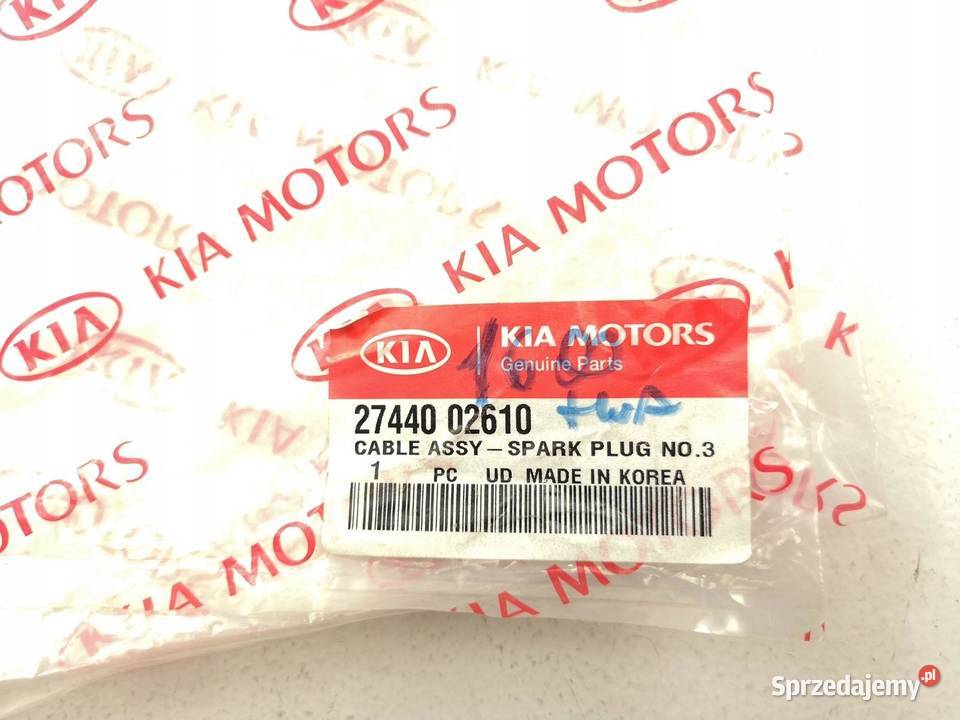 KIA MOTORS
KIA MOTORS
KIA MOTORS
KIA
KIA
KIA KIA MOTORS
Genuine Parts
27440 02610
CABLE ASSY - SPARK PLUG NO.3
1 PC UD MADE IN KOREA
Sprzedajemy.pl